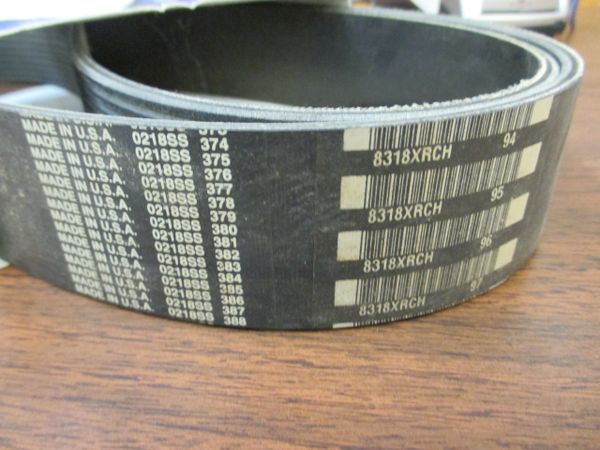 MADE IN U.S.A. 0218SS 373
MADE IN U.S.A. 0218SS 374
MADE IN U.S.A. 0218SS 375
MADE IN U.S.A. 0218SS 376
MADE IN U.S.A. 0218SS 377
MADE IN U.S.A. 0218SS 378
MADE IN U.S.A. 0218SS 379
MADE IN U.S.A. 0218SS 380
MADE IN U.S.A. 0218SS 381
MADE IN U.S.A. 0218SS 382
MADE IN U.S.A. 0218SS 383
MADE IN U.S.A. 0218SS 384
MADE IN U.S.A. 0218SS 385
MADE IN U.S.A. 0218SS 386
MADE IN U.S.A. 0218SS 387
0218SS 388
8318XRCH 94
8318XRCH 95
8318XRCH 96
8318XRCH 97